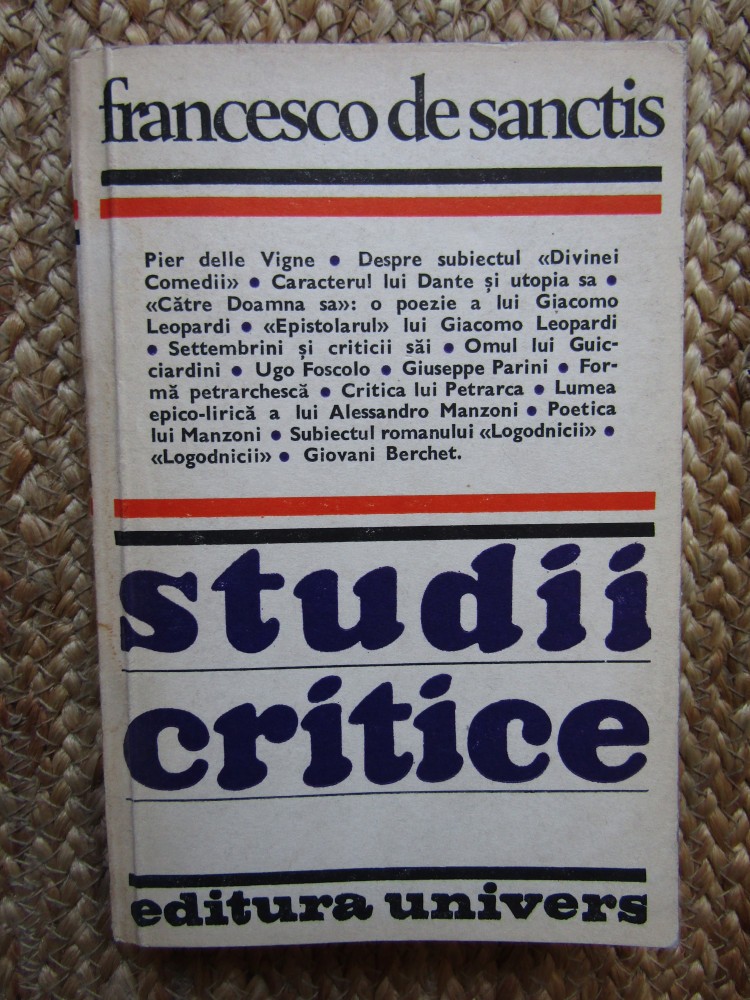 francesco de sanctis
Pier delle Vigne • Despre subiectul «Divinei
Comedii» • Caracterul lui Dante și utopia sa •
«Către Doamna sa»: o poezie a lui Giacomo
Leopardi • «Epistolarul» lui Giacomo Leopardi
• Settembrini și criticii săi • Omul lui Guic-
ciardini • Ugo Foscolo • Giuseppe Parini • For-
mă petrarchescă • Critica lui Petrarca • Lumea
epico-lirică a lui Alessandro Manzoni • Poetica
lui Manzoni • Subiectul romanului «Logodnicii» •
«Logodnicii» • Giovani Berchet.
studii
critice
editura univers